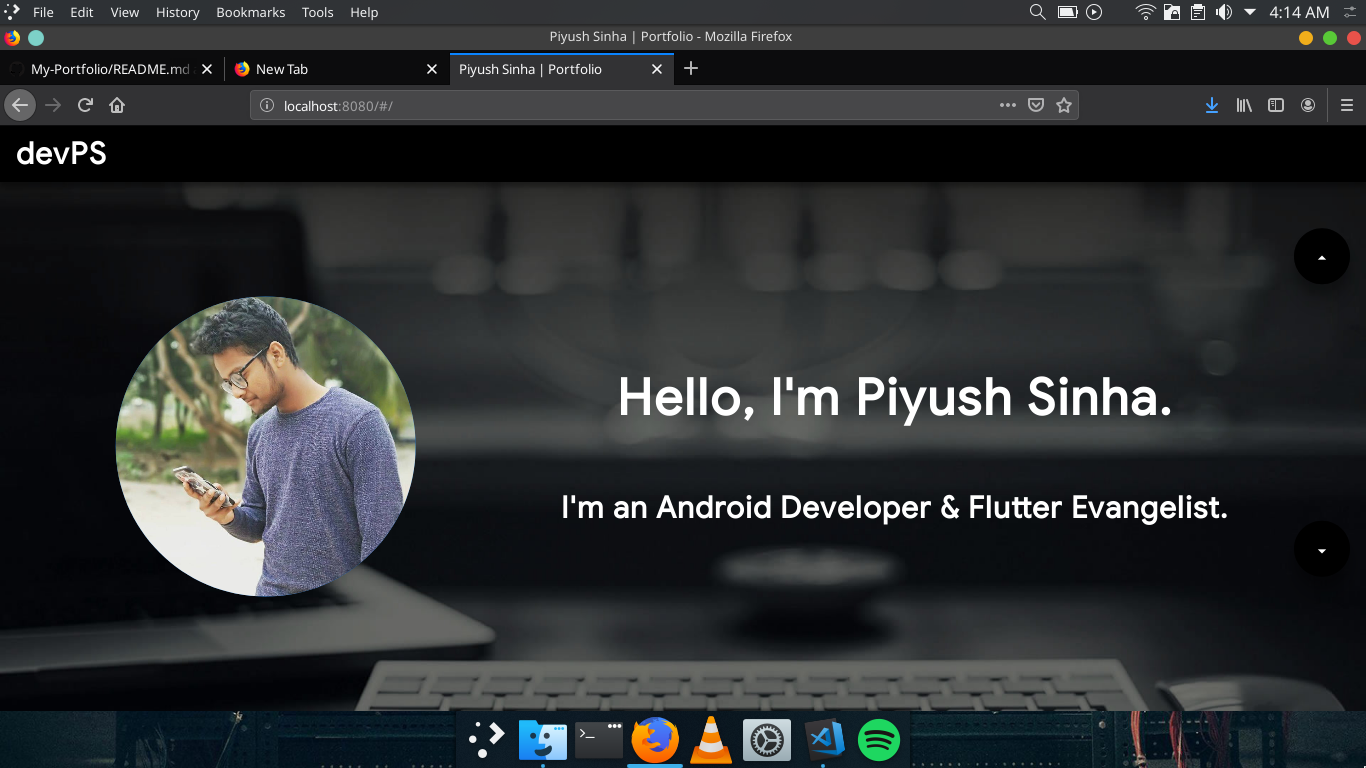 File Edit View History Bookmarks Tools Help 4:14 AM
Piyush Sinha | Portfolio - Mozilla Firefox
My-Portfolio/README.md New Tab Piyush Sinha | Portfolio
localhost:8080/#/
devPS
Hello, I'm Piyush Sinha.
I'm an Android Developer & Flutter Evangelist.